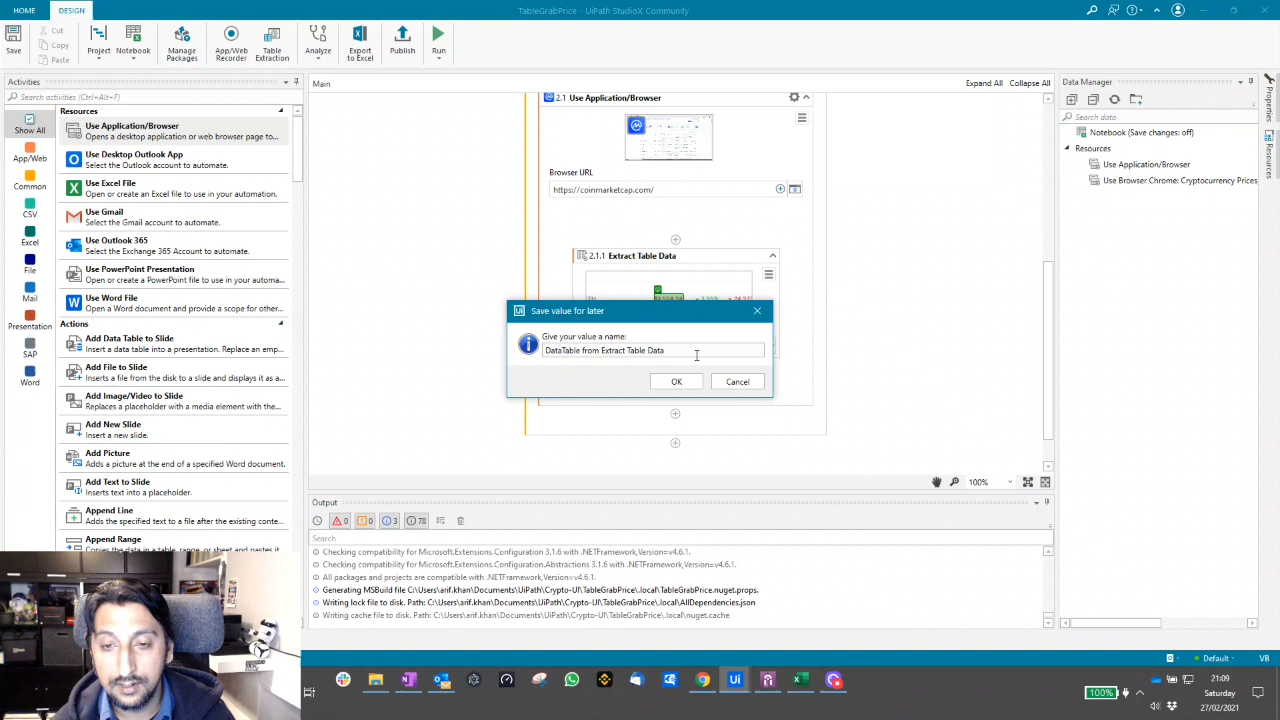 HOME
DESIGN
TableGrabPrice - UiPath StudioX Community
Save
Cut
Copy
Paste
Project
Notebook
Manage Packages
App/Web Recorder
Table Extraction
Analyze
Export to Excel
Publish
Run
Activities
Search activities (Ctrl+Alt+F)
Show All
App/Web
Common
CSV
Excel
File
Mail
Presentation
SAP
Word
Resources
Use Application/Browser
Opens a desktop application or web browser page to...
Use Desktop Outlook App
Select the Outlook account to automate.
Use Excel File
Open or create an Excel file to use in your automation.
Use Gmail
Select the Gmail account to automate.
Use Outlook 365
Select the Exchange 365 Account to automate.
Use PowerPoint Presentation
Open or create a PowerPoint file to use in your automa...
Use Word File
Open a Word document and provide a scope for other...
Actions
Add Data Table to Slide
Insert a data table into a presentation. Replace an emp...
Add File to Slide
Inserts a file from the disk to a slide and displays it as a...
Add Image/Video to Slide
Replaces a placeholder with a media element with the...
Add New Slide
Insert a new slide.
Add Picture
Adds a picture at the end of a specified Word document.
Add Text to Slide
Inserts text into a placeholder.
Append Line
Adds the specified text to a file after the existing conte...
Append Range
Main
Expand All
Collapse All
2.1 Use Application/Browser
Browser URL
https://coinmarketcap.com/
2.1.1 Extract Table Data
Save value for later
Give your value a name:
DataTable from Extract Table Data
OK
Cancel
100%
Output
0
0
3
78
Search
Checking compatibility for Microsoft.Extensions.Configuration 3.1.6 with .NETFramework,Version=v4.6.1.
Checking compatibility for Microsoft.Extensions.Configuration.Abstractions 3.1.6 with .NETFramework,Version=v4.6.1.
All packages and projects are compatible with .NETFramework,Version=v4.6.1.
Generating MSBuild file C:\Users\arif.khan\Documents\UiPath\Crypto-UI\TableGrabPrice\.local\TableGrabPrice.nuget.props.
Writing lock file to disk. Path: C:\Users\arif.khan\Documents\UiPath\Crypto-UI\TableGrabPrice\.local\AllDependencies.json
Writing cache file to disk. Path: C:\Users\arif.khan\Documents\UiPath\Crypto-UI\TableGrabPrice\.local\nuget.cache
Data Manager
Search data
Notebook (Save changes: off)
Resources
Use Application/Browser
Use Browser Chrome: Cryptocurrency Prices
Properties
Resources
Default
VB
100%
21:09
Saturday
27/02/2021